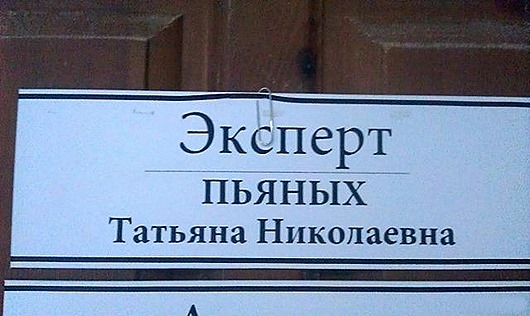 Эксперт
ПЬЯНЫХ
Татьяна Николаевна